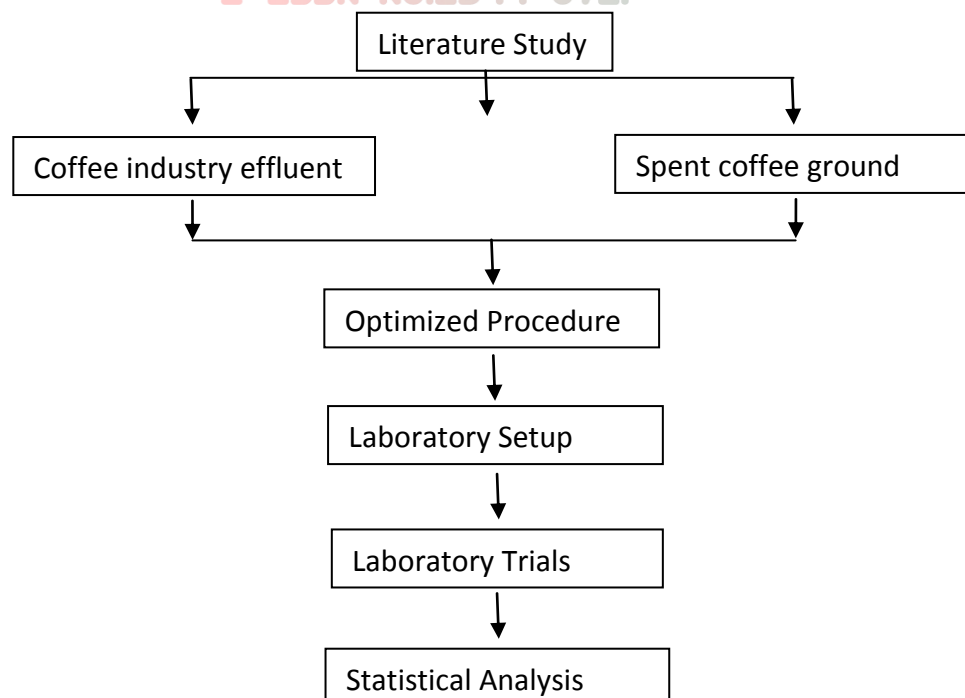 Literature Study
Coffee industry effluent
Spent coffee ground
Optimized Procedure
Laboratory Setup
Laboratory Trials
Statistical Analysis